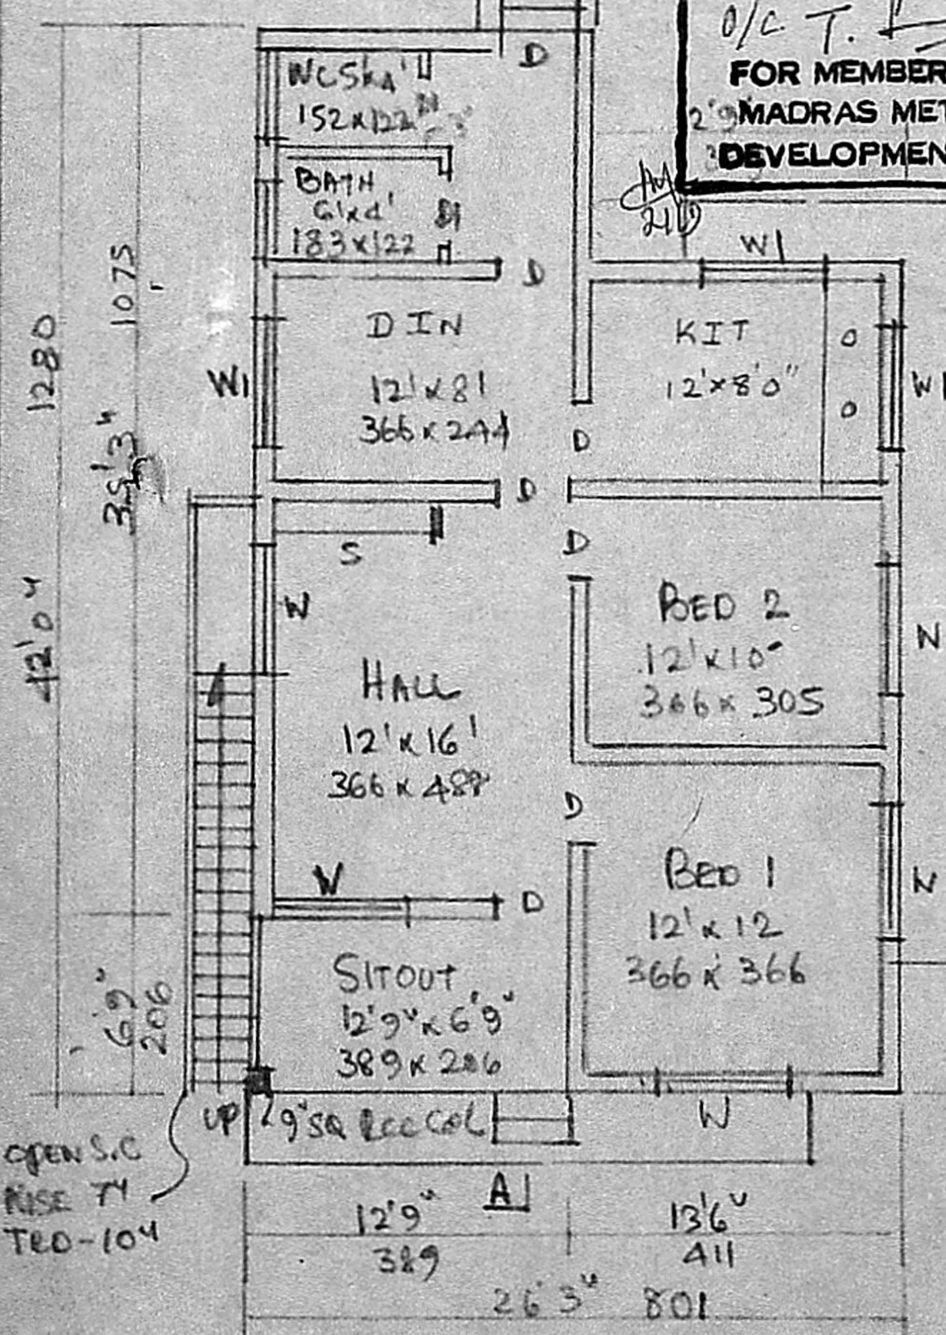 O/C T.
FOR MEMBER
MADRAS MET
DEVELOPMEN
D
WC 5x4'
152x122
BATH
6'x4'
183x122
D1
D
W1
DIN
12'x8'
366x244
W1
KIT
12'x8'0"
W1
D
D
D
S
W
BED 2
12'x10'
366x305
HALL
12'x16'
366x488
D
W
D
BED 1
12'x12
366x366
SITOUT
12'9"x6'9"
389x206
UP
9"SQ RCC COL
W
OPEN S.C
RISE 7"
TRD-10"
A
1280
42'0"
1075
35'3"
6'9"
206
12'9"
389
13'6"
411
26'3" 801